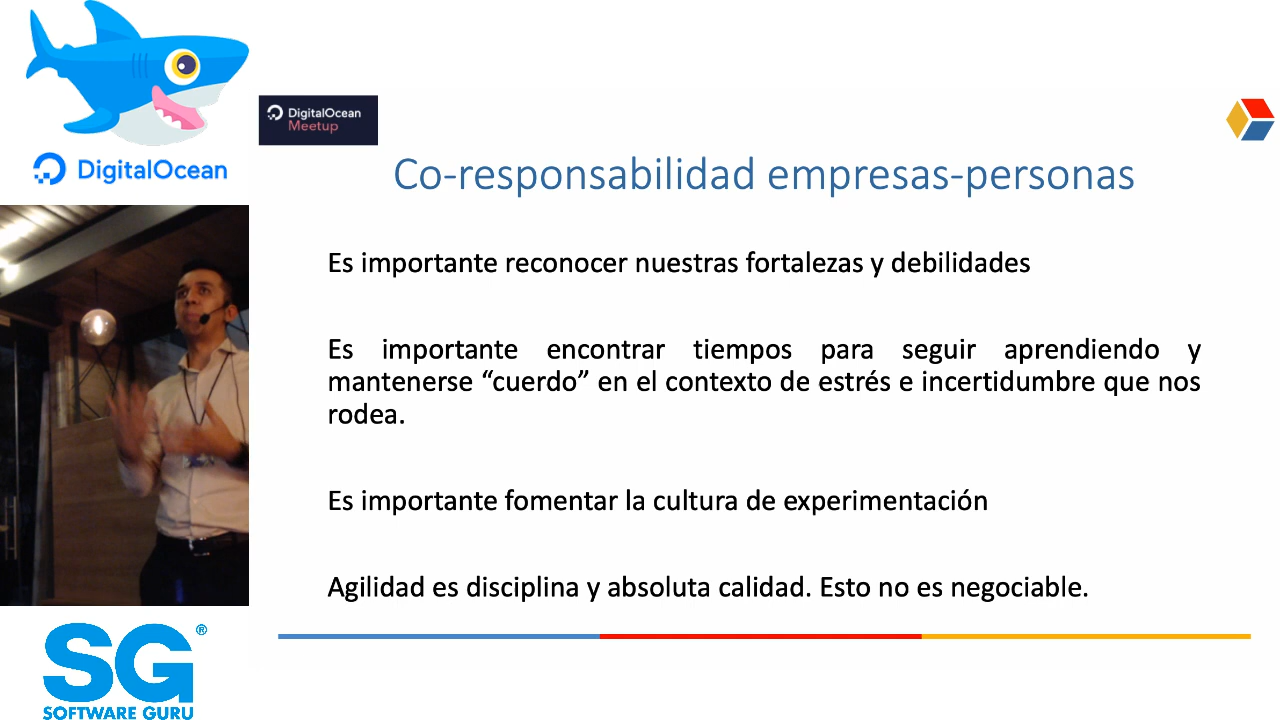 DigitalOcean
DigitalOcean
Meetup
Co-responsabilidad empresas-personas
Es importante reconocer nuestras fortalezas y debilidades
Es importante encontrar tiempos para seguir aprendiendo y
mantenerse “cuerdo” en el contexto de estrés e incertidumbre que nos
rodea.
Es importante fomentar la cultura de experimentación
Agilidad es disciplina y absoluta calidad. Esto no es negociable.
SG®
SOFTWARE GURU